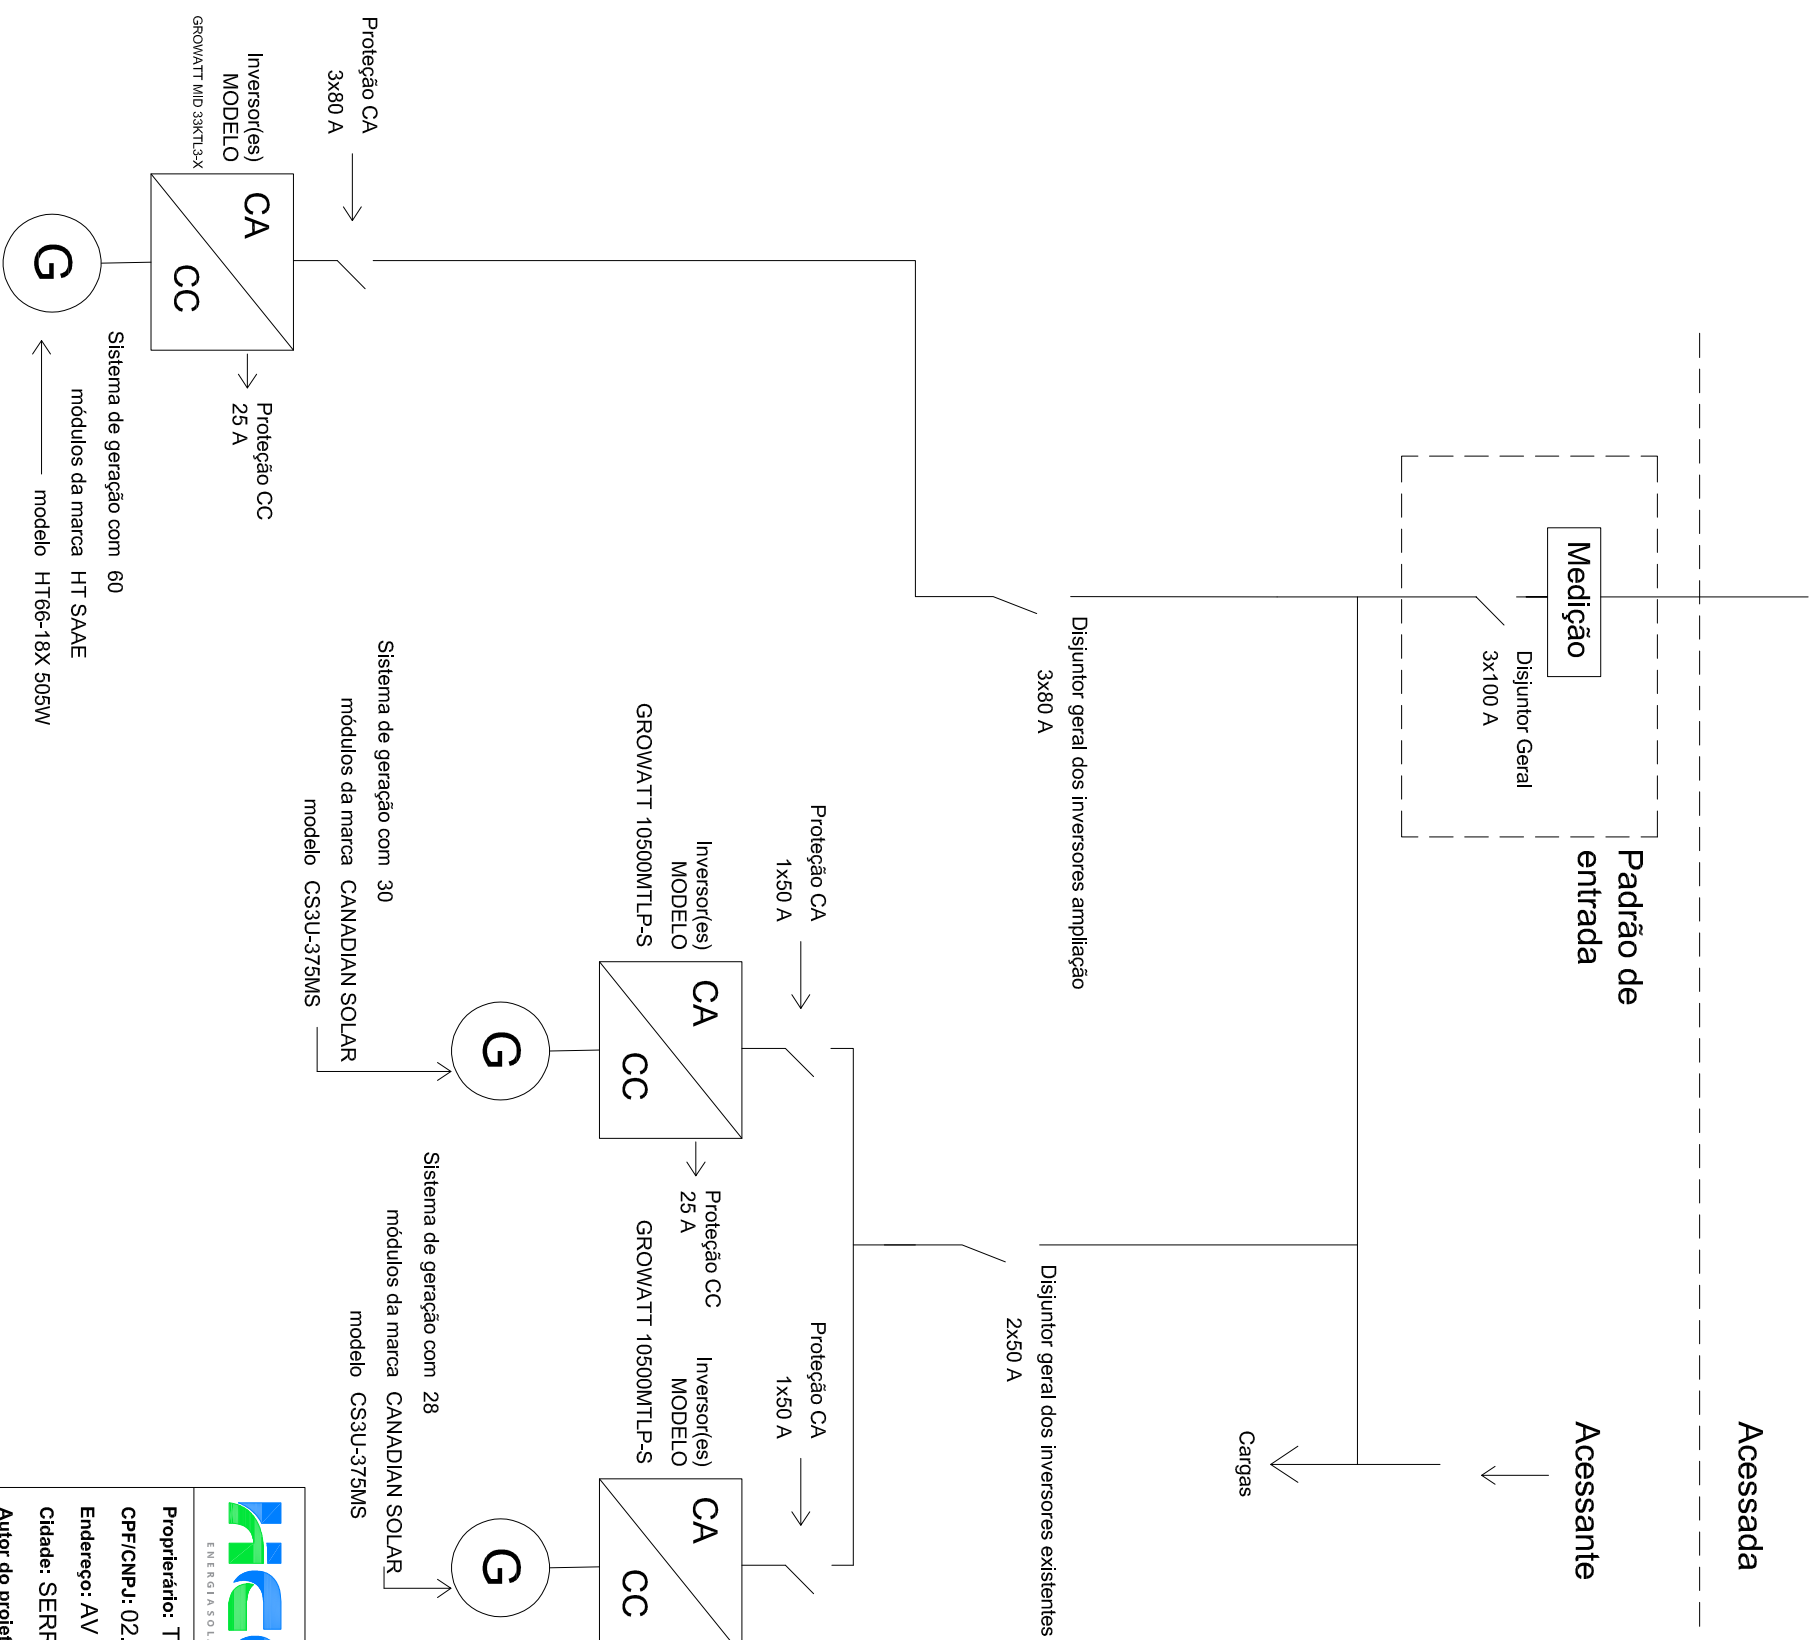 Acessada
Acessante
Padrão de
entrada
Medição
Disjuntor Geral
3x100 A
Cargas
Disjuntor geral dos inversores ampliação
3x80 A
Disjuntor geral dos inversores existentes
2x50 A
Proteção CA
3x80 A
Inversor(es)
MODELO
GROWATT MID 33KTL3-X
CA
CC
Proteção CC
25 A
G
Sistema de geração com 60
módulos da marca HT SAAE
modelo HT66-18X 505W
Proteção CA
1x50 A
Inversor(es)
MODELO
GROWATT 10500MTLP-S
CA
CC
Proteção CC
25 A
G
Sistema de geração com 30
módulos da marca CANADIAN SOLAR
modelo CS3U-375MS
Proteção CA
1x50 A
Inversor(es)
MODELO
GROWATT 10500MTLP-S
CA
CC
G
Sistema de geração com 28
módulos da marca CANADIAN SOLAR
modelo CS3U-375MS
Proprierário:
CPF/CNPJ: 02.
Endereço: AV
Cidade:
Autor do